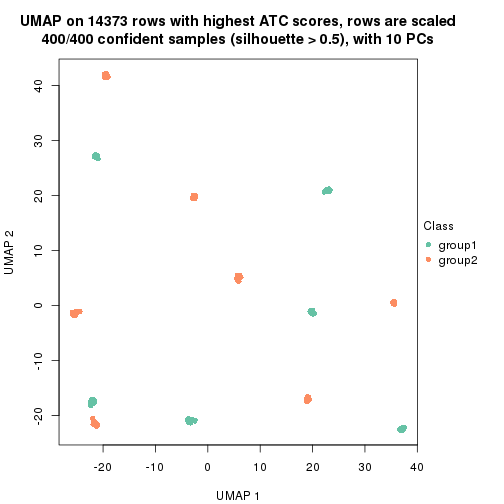 UMAP on 14373 rows with highest ATC scores, rows are scaled
400/400 confident samples (silhouette > 0.5), with 10 PCs
40
30
20
10
0
-10
-20
UMAP 2
-20
-10
0
10
20
30
40
UMAP 1
Class
group1
group2